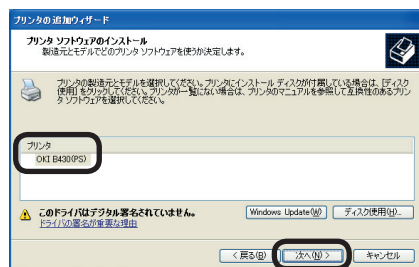 プリンタの追加ウィザード
プリンタ ソフトウェアのインストール
製造元とモデルでどのプリンタ ソフトウェアを使うか決定します。
プリンタの製造元とモデルを選択してください。プリンタにインストール ディスクが付属している場合は、[ディスク
使用] をクリックしてください。プリンタが一覧にない場合は、プリンタのマニュアルを参照して互換性のあるプリン
タ ソフトウェアを選択してください。
プリンタ
OKI B430(PS)
このドライバはデジタル署名されていません。
Windows Update(W)
ディスク使用(H)...
ドライバの署名が重要な理由
< 戻る(B)
次へ(N) >
キャンセル